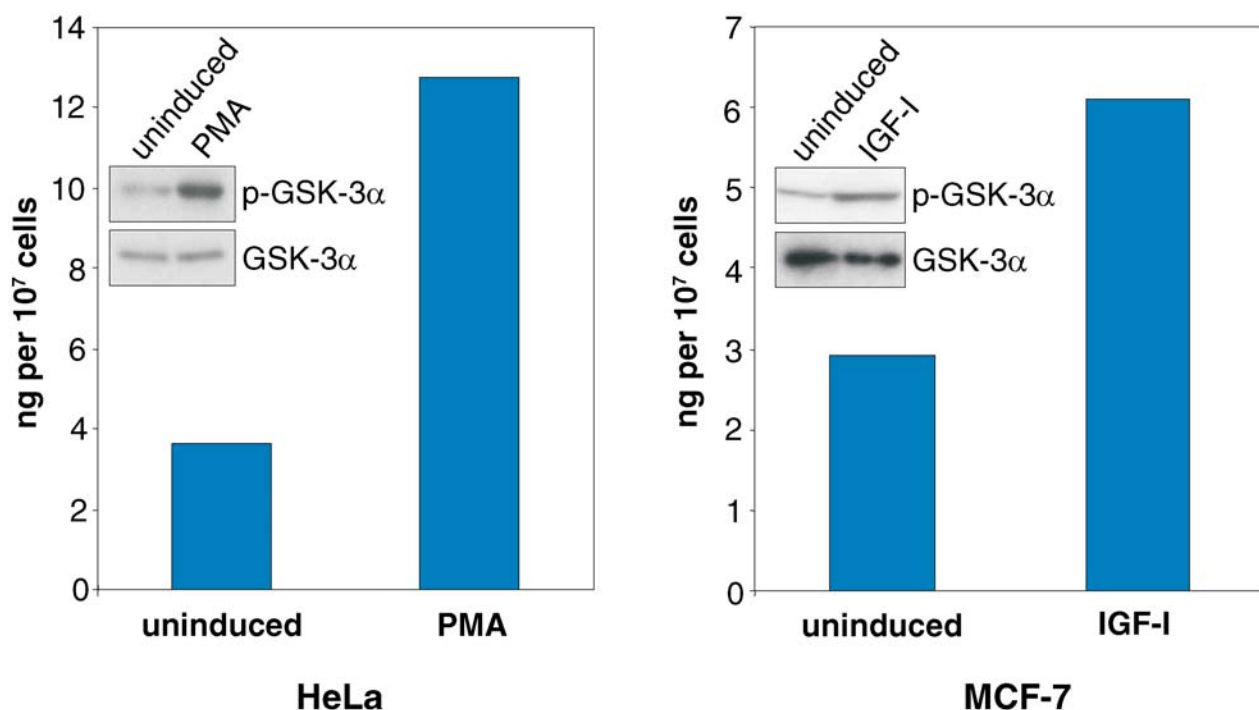 ng per 10⁷ cells
14
12
10
8
6
4
2
0
uninduced
PMA
p-GSK-3α
GSK-3α
uninduced
PMA
HeLa
ng per 10⁷ cells
7
6
5
4
3
2
1
0
uninduced
IGF-I
p-GSK-3α
GSK-3α
uninduced
IGF-I
MCF-7